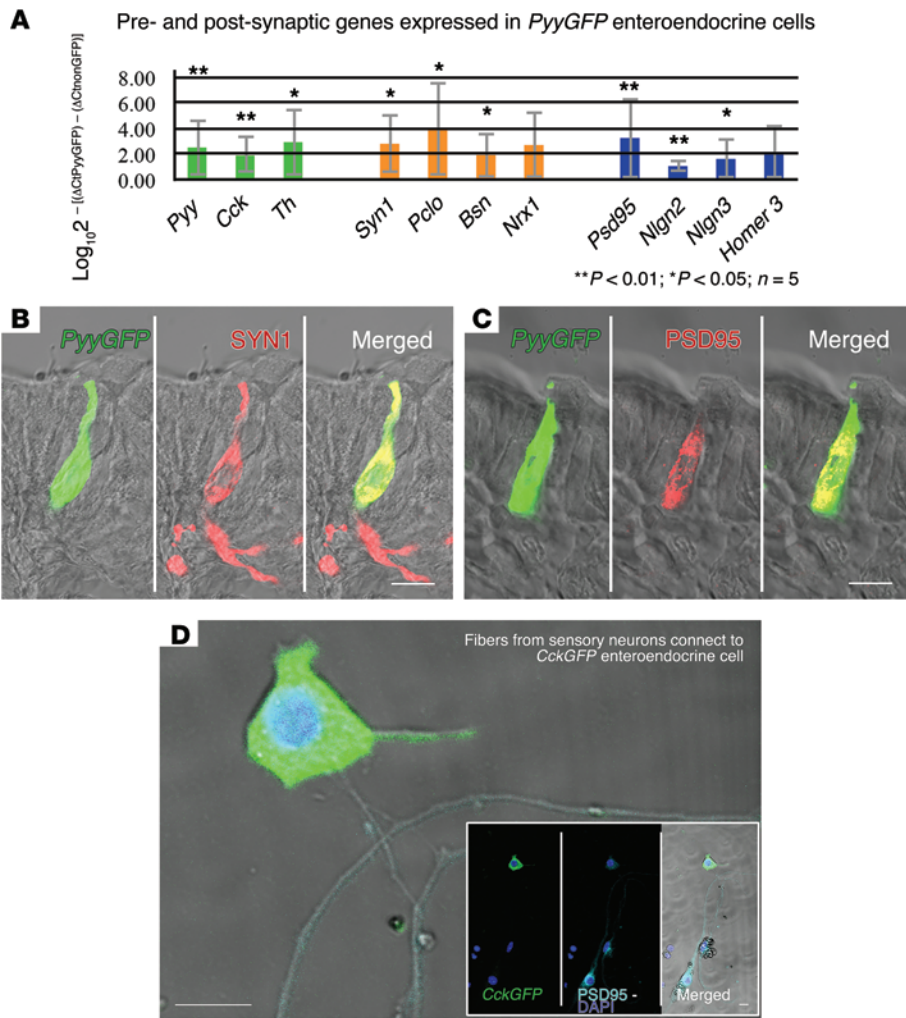 A
Pre- and post-synaptic genes expressed in PyyGFP enteroendocrine cells
Log₁₀2 ⁻ [(ΔCtPyyGFP) – (ΔCtnonGFP)]
8.00
6.00
4.00
2.00
0.00
** ** * * * * ** ** *
Pyy Cck Th Syn1 Pclo Bsn Nrx1 Psd95 Nlgn2 Nlgn3 Homer 3
**P < 0.01; *P < 0.05; n = 5
B
PyyGFP SYN1 Merged
C
PyyGFP PSD95 Merged
D
Fibers from sensory neurons connect to
CckGFP enteroendocrine cell
CckGFP PSD95 - Merged
DAPI